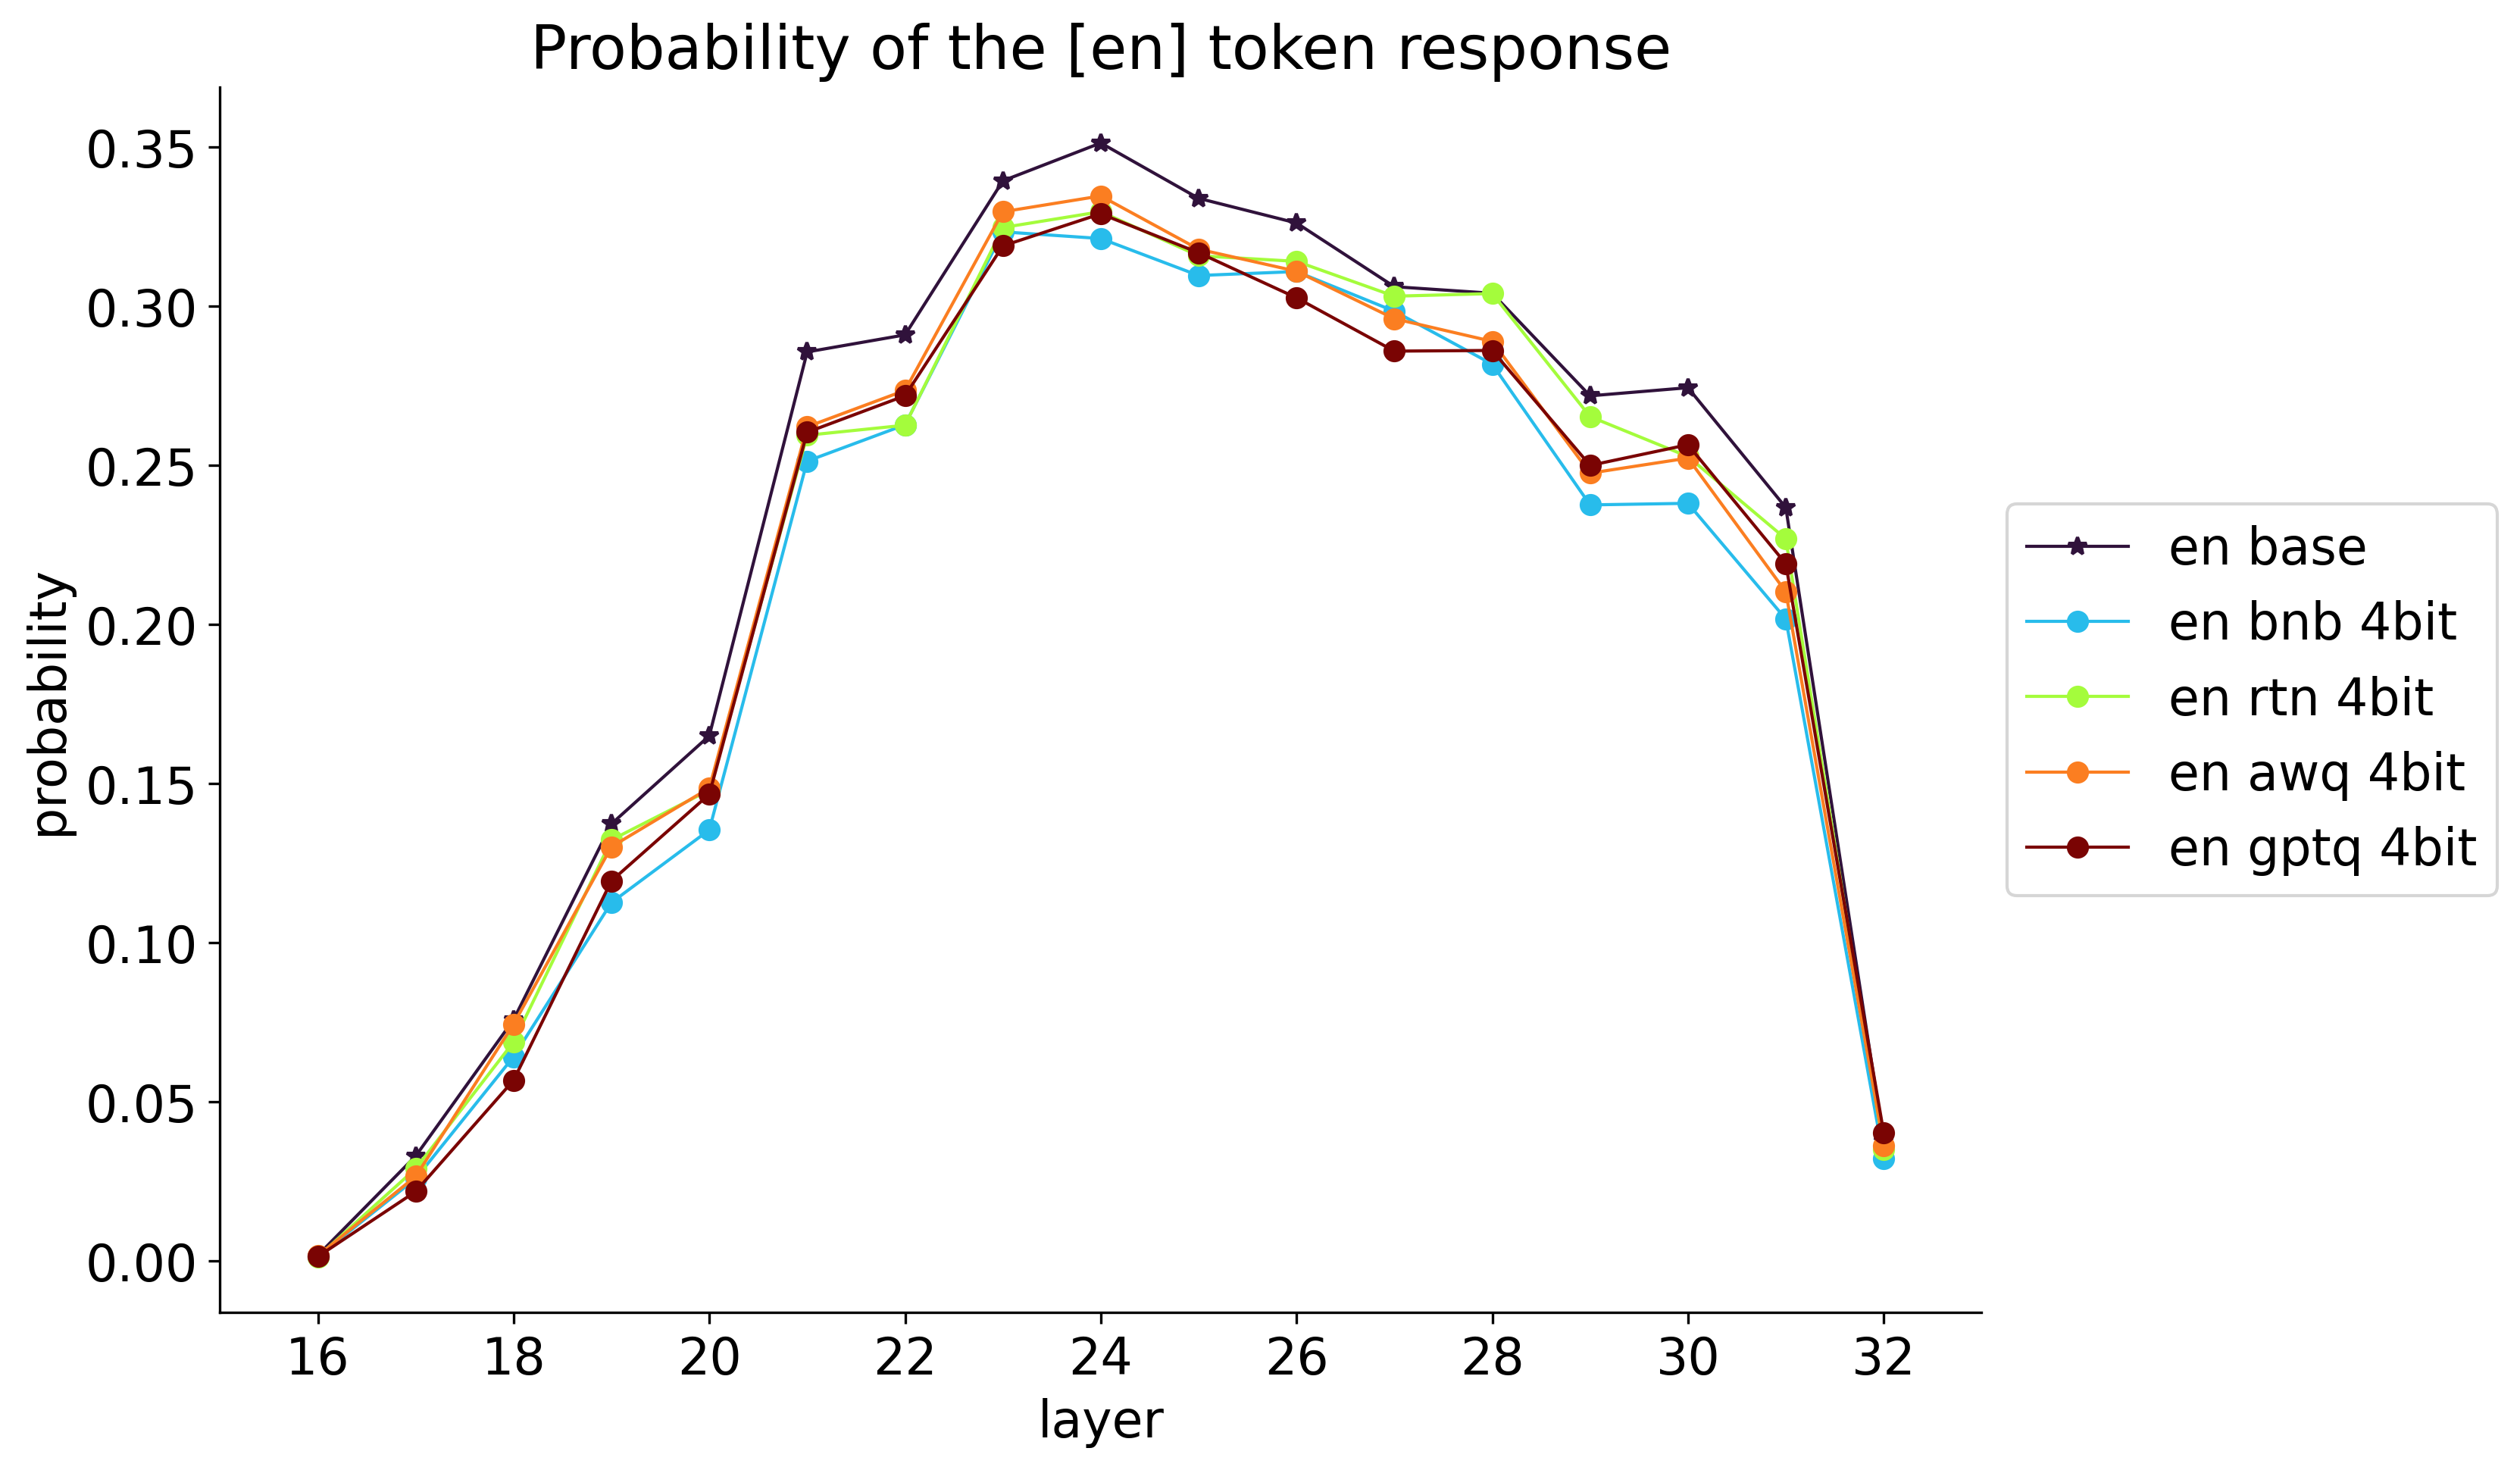 Probability of the [en] token response
probability
0.35
0.30
0.25
0.20
0.15
0.10
0.05
0.00
16 18 20 22 24 26 28 30 32
layer
en base
en bnb 4bit
en rtn 4bit
en awq 4bit
en gptq 4bit